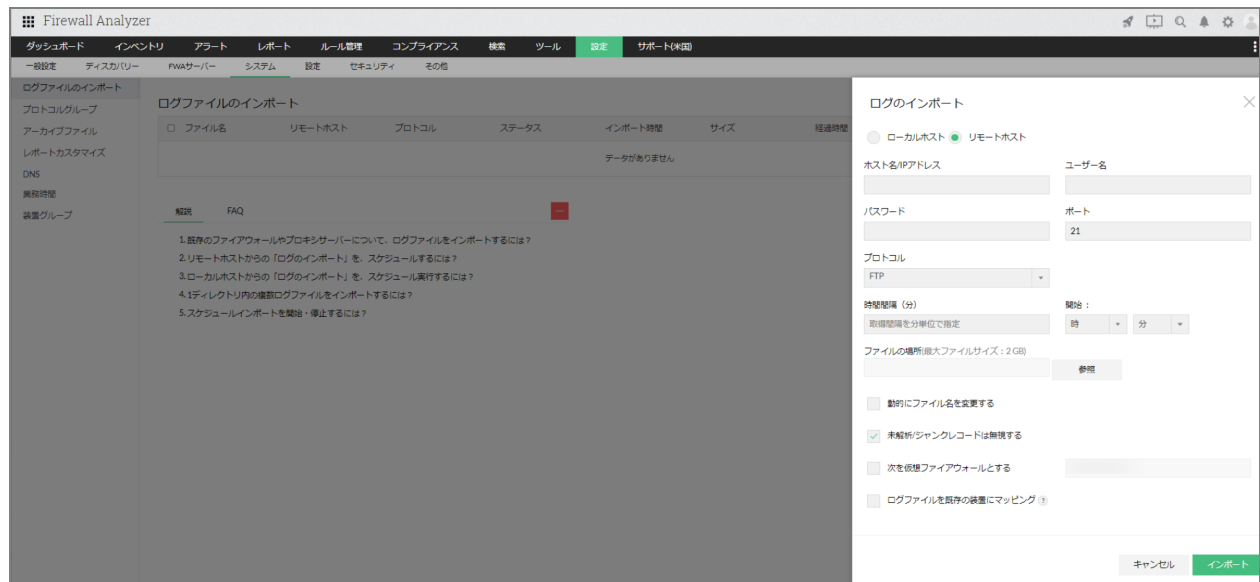 Firewall Analyzer
ダッシュボード インベントリ アラート レポート ルール管理 コンプライアンス 検索 ツール 設定 サポート(米国)
一般設定 ディスカバリー FWAサーバー システム 設定 セキュリティ その他
ログファイルのインポート
プロトコルグループ
アーカイブファイル
レポートカスタマイズ
DNS
業務時間
装置グループ
ログファイルのインポート
ファイル名 リモートホスト プロトコル ステータス インポート時間 サイズ 経過時間
データがありません
解説 FAQ
1. 既存のファイアウォールやプロキシサーバーについて、ログファイルをインポートするには？
2. リモートホストからの「ログのインポート」を、スケジュールするには？
3. ローカルホストからの「ログのインポート」を、スケジュール実行するには？
4. 1ディレクトリ内の複数ログファイルをインポートするには？
5. スケジュールインポートを開始・停止するには？
ログのインポート
ローカルホスト リモートホスト
ホスト名/IPアドレス ユーザー名
パスワード ポート
21
プロトコル
FTP
時間間隔（分） 開始：
取得間隔を分単位で指定 時 分
ファイルの場所(最大ファイルサイズ：2 GB)
参照
動的にファイル名を変更する
未解析/ジャンクレコードは無視する
次を仮想ファイアウォールとする
ログファイルを既存の装置にマッピング ?
キャンセル インポート